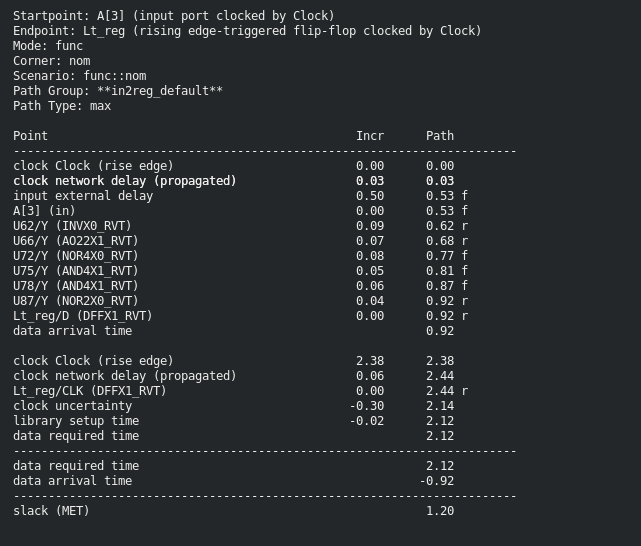 Startpoint: A[3] (input port clocked by Clock)
Endpoint: Lt_reg (rising edge-triggered flip-flop clocked by Clock)
Mode: func
Corner: nom
Scenario: func::nom
Path Group: **in2reg_default**
Path Type: max
Point                                            Incr      Path
------------------------------------------------------------------------
clock Clock (rise edge)                          0.00      0.00
clock network delay (propagated)                 0.03      0.03
input external delay                             0.50      0.53 f
A[3] (in)                                        0.00      0.53 f
U62/Y (INVX0_RVT)                                0.09      0.62 r
U66/Y (AO22X1_RVT)                               0.07      0.68 r
U72/Y (NOR4X0_RVT)                               0.08      0.77 f
U75/Y (AND4X1_RVT)                               0.05      0.81 f
U78/Y (AND4X1_RVT)                               0.06      0.87 f
U87/Y (NOR2X0_RVT)                               0.04      0.92 r
Lt_reg/D (DFFX1_RVT)                             0.00      0.92 r
data arrival time                                          0.92
clock Clock (rise edge)                          2.38      2.38
clock network delay (propagated)                 0.06      2.44
Lt_reg/CLK (DFFX1_RVT)                           0.00      2.44 r
clock uncertainty                               -0.30      2.14
library setup time                              -0.02      2.12
data required time                                         2.12
------------------------------------------------------------------------
data required time                                         2.12
data arrival time                                         -0.92
------------------------------------------------------------------------
slack (MET)                                                1.20